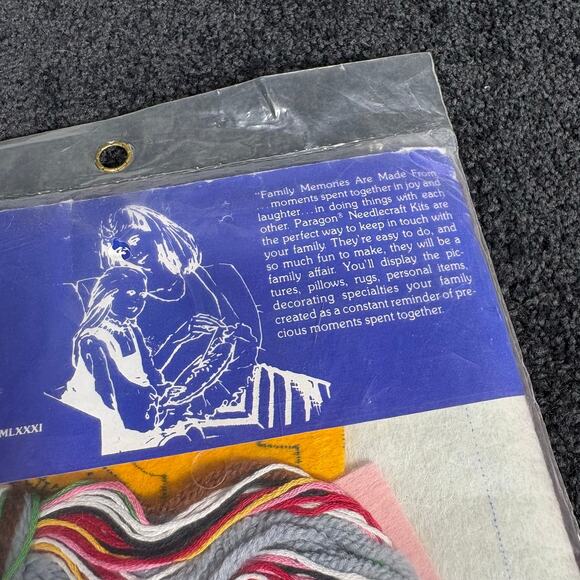 "Family Memories Are Made From
...moments spent together in joy and
laughter...in doing things with each
other. Paragon® Needlecraft Kits are
the perfect way to keep in touch with
your family. They're easy to do, and
so much fun to make, they will be a
family affair. You'll display the pic-
tures, pillows, rugs, personal items,
decorating specialties your family
created as a constant reminder of pre-
cious moments spent together.
MLXXXI